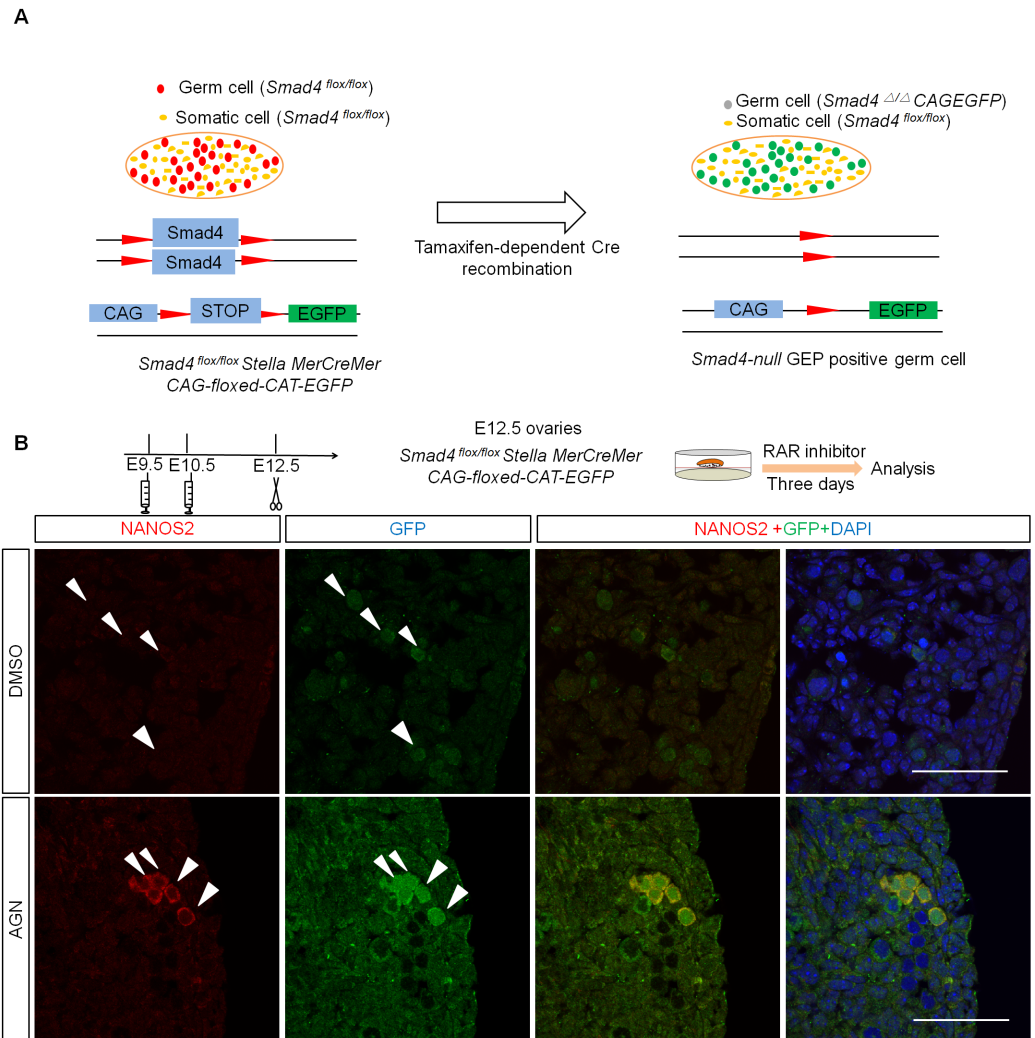 A
Germ cell (Smad4 flox/flox)
Somatic cell (Smad4 flox/flox)
Germ cell (Smad4 △/△ CAGEGFP)
Somatic cell (Smad4 flox/flox)
Smad4
Smad4
Tamaxifen-dependent Cre
recombination
CAG
STOP
EGFP
CAG
EGFP
Smad4 flox/flox Stella MerCreMer
CAG-floxed-CAT-EGFP
Smad4-null GEP positive germ cell
B
E9.5 E10.5 E12.5
E12.5 ovaries
Smad4 flox/flox Stella MerCreMer
CAG-floxed-CAT-EGFP
RAR inhibitor
Three days
Analysis
NANOS2
GFP
NANOS2 +GFP+DAPI
DMSO
AGN